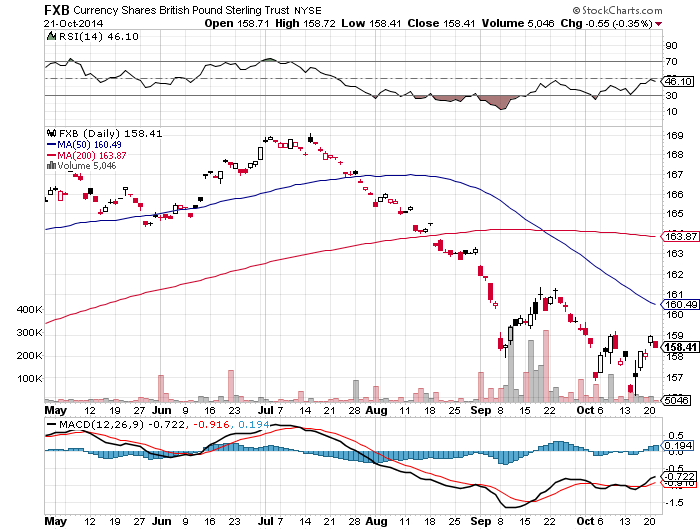 FXB Currency Shares British Pound Sterling Trust NYSE © StockCharts.com
21-Oct-2014 Open 158.71 High 158.72 Low 158.41 Close 158.41 Volume 5,046 Chg -0.55 (-0.35%)
RSI(14) 46.10
90
70
50
46.10
30
10
FXB (Daily) 158.41
MA(50) 160.49
MA(200) 163.87
Volume 5,046
169
168
167
166
165
164
163.87
163
162
161
160.49
160
159
158.41
158
157
5046
400K
300K
200K
100K
May 12 19 27 Jun 9 16 23 Jul 7 14 21 28 Aug 11 18 25 Sep 8 15 22 Oct 6 13 20
MACD(12,26,9) -0.722, -0.916, 0.194
0.5
0.194
0.0
-0.5
-0.722
-0.916
-1.0
-1.5
May 12 19 27 Jun 9 16 23 Jul 7 14 21 28 Aug 11 18 25 Sep 8 15 22 Oct 6 13 20